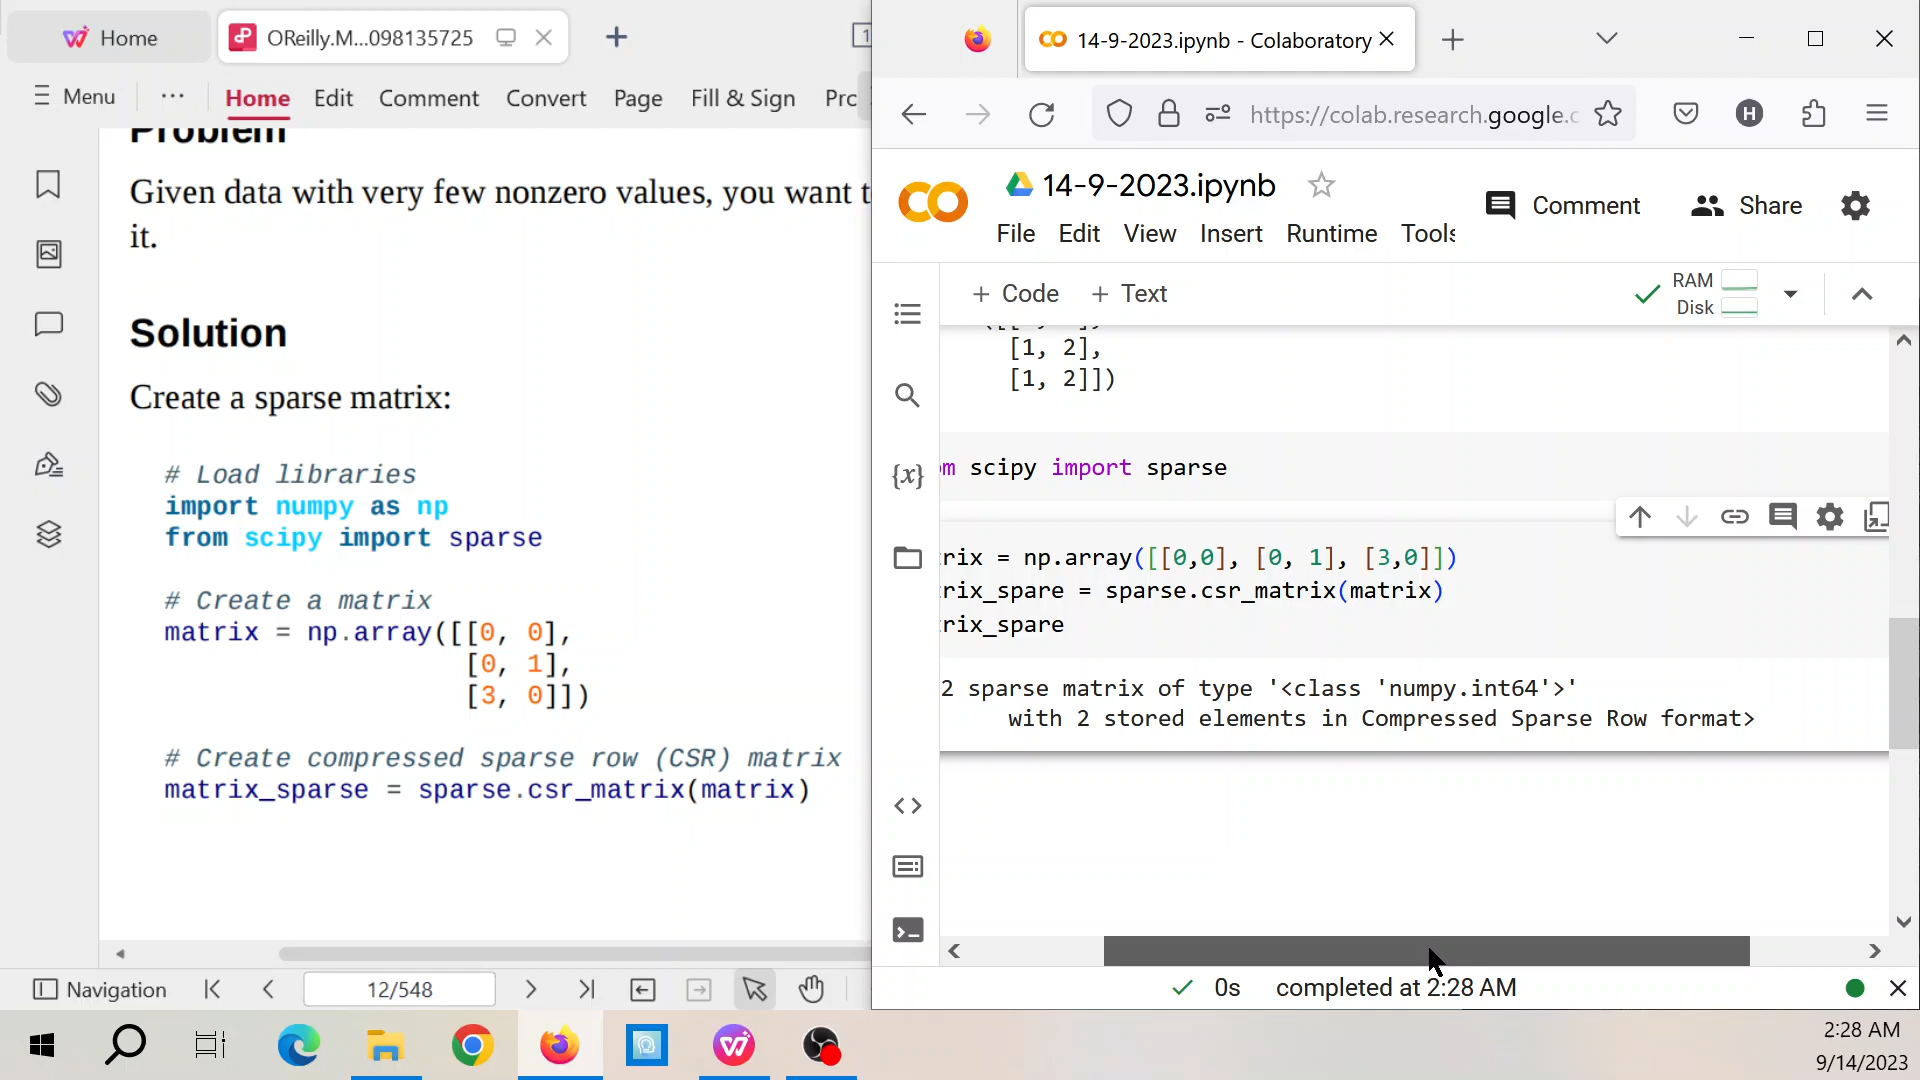 Home
OReilly.M...098135725
Menu
...
Home Edit Comment Convert Page Fill & Sign Prc
Problem
Given data with very few nonzero values, you want t
it.
Solution
Create a sparse matrix:
# Load libraries
import numpy as np
from scipy import sparse
# Create a matrix
matrix = np.array([[0, 0],
[0, 1],
[3, 0]])
# Create compressed sparse row (CSR) matrix
matrix_sparse = sparse.csr_matrix(matrix)
Navigation
12/548
14-9-2023.ipynb - Colaboratory
https://colab.research.google.c
H
14-9-2023.ipynb
Comment
Share
File Edit View Insert Runtime Tools
+ Code + Text
RAM
Disk
{x}
[1, 2],
[1, 2]])
om scipy import sparse
rix = np.array([[0,0], [0, 1], [3,0]])
rix_spare = sparse.csr_matrix(matrix)
rix_spare
2 sparse matrix of type '<class 'numpy.int64'>'
with 2 stored elements in Compressed Sparse Row format>
0s completed at 2:28 AM
2:28 AM
9/14/2023